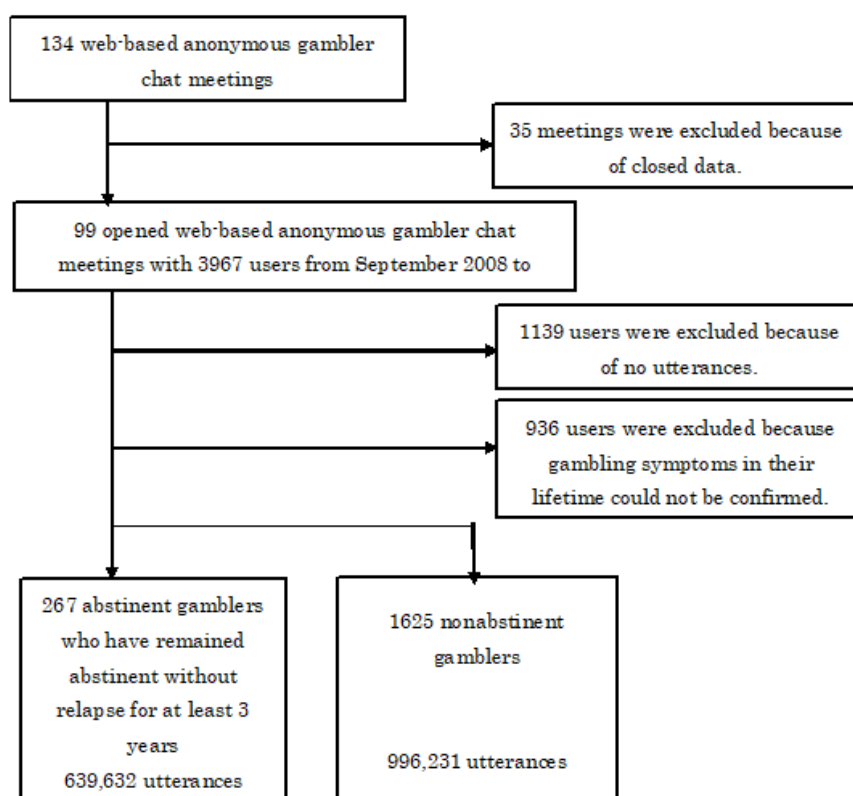 134 web-based anonymous gambler
chat meetings
35 meetings were excluded because
of closed data.
99 opened web-based anonymous gambler chat
meetings with 3967 users from September 2008 to
1139 users were excluded because
of no utterances.
936 users were excluded because
gambling symptoms in their
lifetime could not be confirmed.
267 abstinent gamblers
who have remained
abstinent without
relapse for at least 3
years
639,632 utterances
1625 nonabstinent
gamblers
996,231 utterances